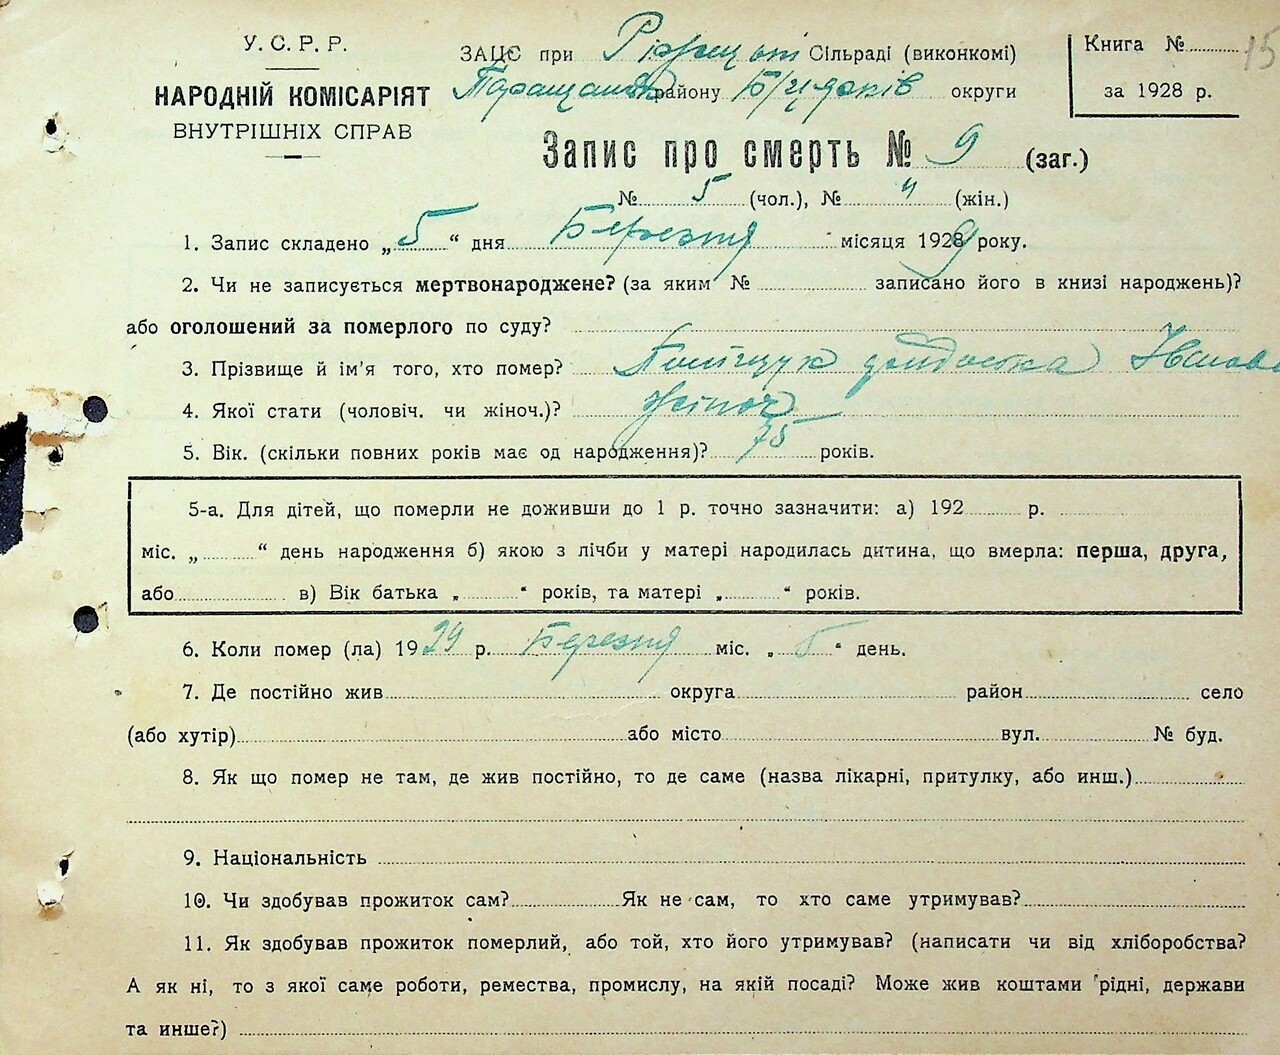 У. С. Р. Р.
НАРОДНІЙ КОМІСАРІЯТ
ВНУТРІШНІХ СПРАВ
ЗАЦС при Сільраді (виконкомі)
району округи
Книга № 15
за 1928 р.
Запис про смерть № 9 (заг.)
№ 5 (чол.), № (жін.)
1. Запис складено „5“ дня Березня місяця 1929 року.
2. Чи не записується мертвонароджене? (за яким № записано його в книзі народжень)?
або оголошений за померлого по суду?
3. Прізвище й ім'я того, хто помер? Поліщук
4. Якої стати (чоловіч. чи жіноч.)? жіноч
5. Вік. (скільки повних років має од народження)? 75 років.
5-а. Для дітей, що померли не доживши до 1 р. точно зазначити: а) 192 р.
міс. „ “ день народження б) якою з лічби у матері народилась дитина, що вмерла: перша, друга,
або в) Вік батька „ “ років, та матері „ “ років.
6. Коли помер (ла) 1929 р. Березня міс. „5“ день.
7. Де постійно жив округа район село
(або хутір) або місто вул. № буд.
8. Як що помер не там, де жив постійно, то де саме (назва лікарні, притулку, або инш.)
9. Національність
10. Чи здобував прожиток сам? Як не сам, то хто саме утримував?
11. Як здобував прожиток померлий, або той, хто його утримував? (написати чи від хліборобства?
А як ні, то з якої саме роботи, ремества, промислу, на якій посаді? Може жив коштами рідні, держави
та инше?)